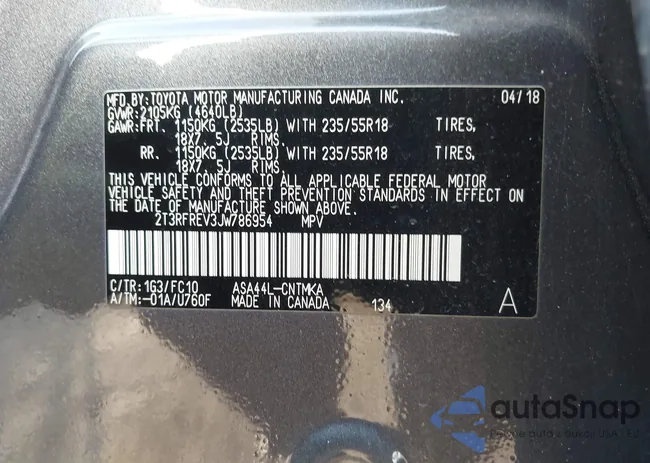 MFD.BY:TOYOTA MOTOR MANUFACTURING CANADA INC. 04/18
GVWR:2105KG (4640LB)
GAWR:FRT. 1150KG (2535LB) WITH 235/55R18 TIRES,
18X7. 5J RIMS.
RR. 1150KG (2535LB) WITH 235/55R18 TIRES,
18X7. 5J RIMS.
THIS VEHICLE CONFORMS TO ALL APPLICABLE FEDERAL MOTOR
VEHICLE SAFETY AND THEFT PREVENTION STANDARDS IN EFFECT ON
THE DATE OF MANUFACTURE SHOWN ABOVE.
2T3RFREV3JW786954 MPV
C/TR:1G3/FC10 ASA44L-CNTMKA
A/TM:-01A/U760F MADE IN CANADA 134 A
autoSnap
USA
EU